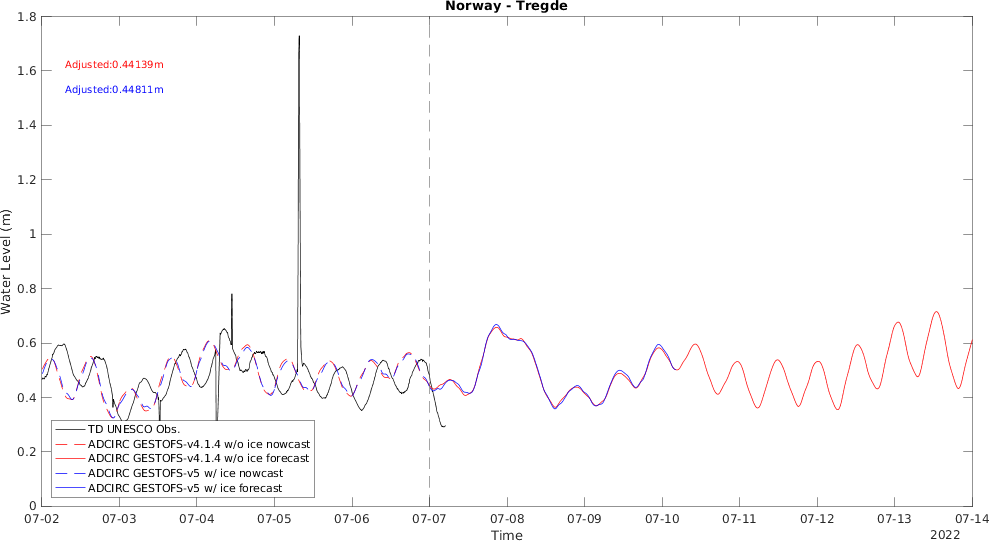 Norway - Tregde
1.8
1.6
1.4
1.2
1
0.8
0.6
0.4
0.2
0
Water Level (m)
Adjusted:0.44139m
Adjusted:0.44811m
TD UNESCO Obs.
ADCIRC GESTOFS-v4.1.4 w/o ice nowcast
ADCIRC GESTOFS-v4.1.4 w/o ice forecast
ADCIRC GESTOFS-v5 w/ ice nowcast
ADCIRC GESTOFS-v5 w/ ice forecast
07-02 07-03 07-04 07-05 07-06 07-07 07-08 07-09 07-10 07-11 07-12 07-13 07-14
Time
2022